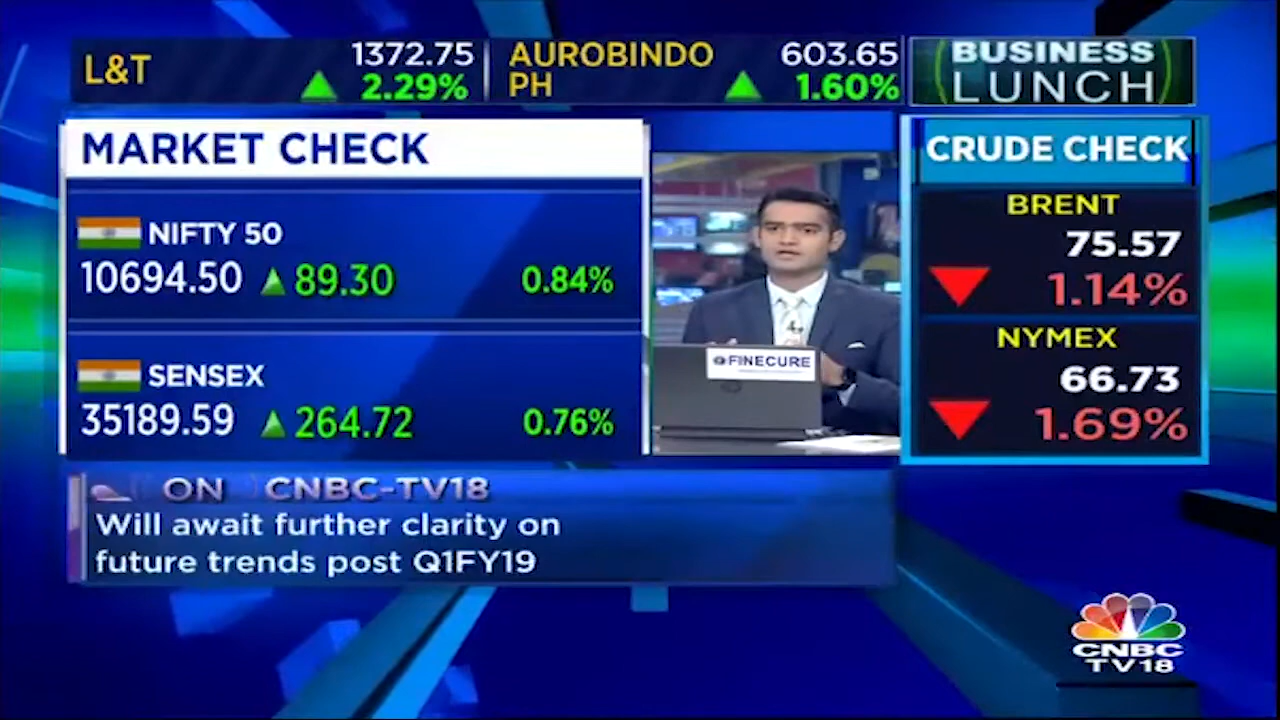 L&T 1372.75
2.29%
AUROBINDO PH 603.65
1.60%
BUSINESS
LUNCH
MARKET CHECK
NIFTY 50
10694.50 89.30 0.84%
SENSEX
35189.59 264.72 0.76%
FINECURE
CRUDE CHECK
BRENT
75.57
1.14%
NYMEX
66.73
1.69%
ON CNBC-TV18
Will await further clarity on
future trends post Q1FY19
CNBC
TV18